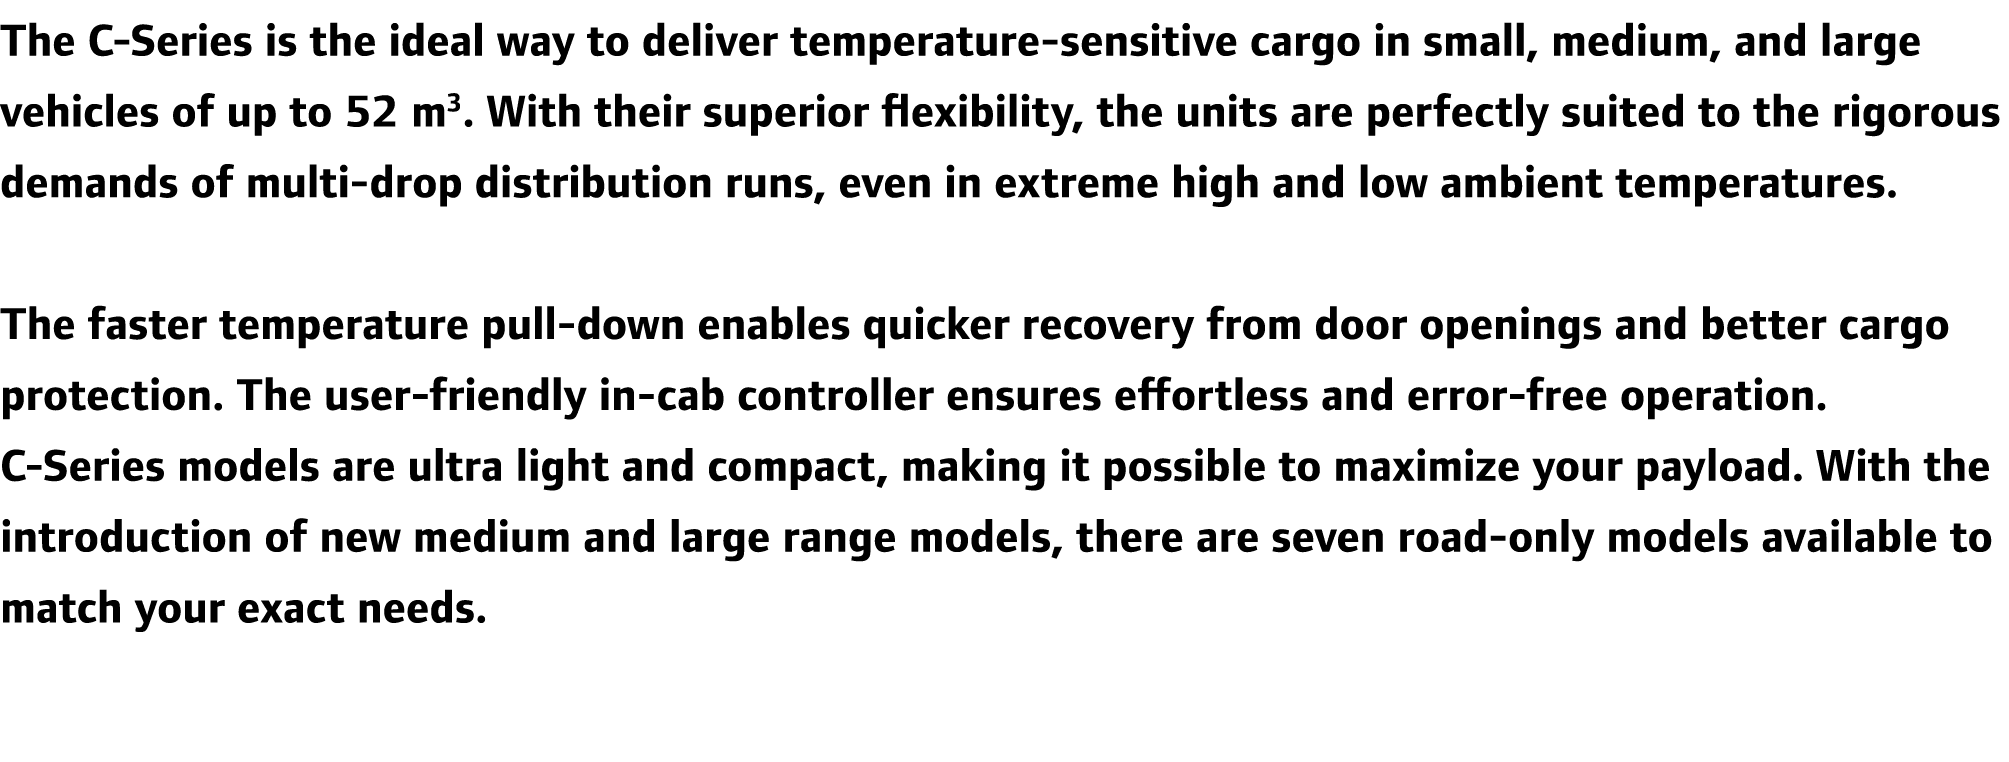 The C-Series is the ideal way to deliver temperature-sensitive cargo in small, medium, and large
vehicles of up to 52 m³. With their superior flexibility, the units are perfectly suited to the rigorous
demands of multi-drop distribution runs, even in extreme high and low ambient temperatures.
The faster temperature pull-down enables quicker recovery from door openings and better cargo
protection. The user-friendly in-cab controller ensures effortless and error-free operation.
C-Series models are ultra light and compact, making it possible to maximize your payload. With the
introduction of new medium and large range models, there are seven road-only models available to
match your exact needs.